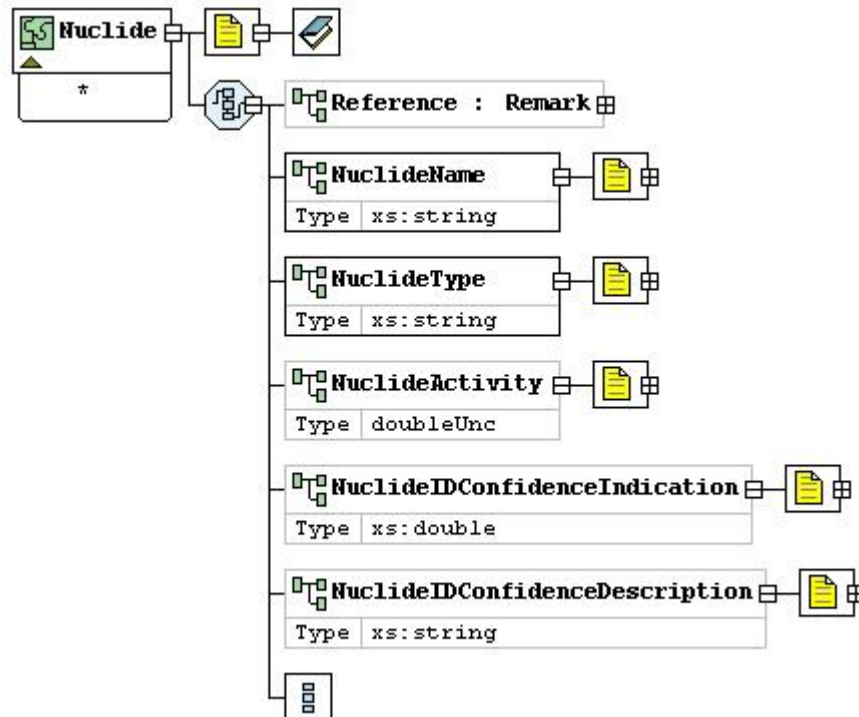 Nuclide
*
Reference : Remark
NuclideName
Type xs:string
NuclideType
Type xs:string
NuclideActivity
Type doubleUnc
NuclideIDConfidenceIndication
Type xs:double
NuclideIDConfidenceDescription
Type xs:string